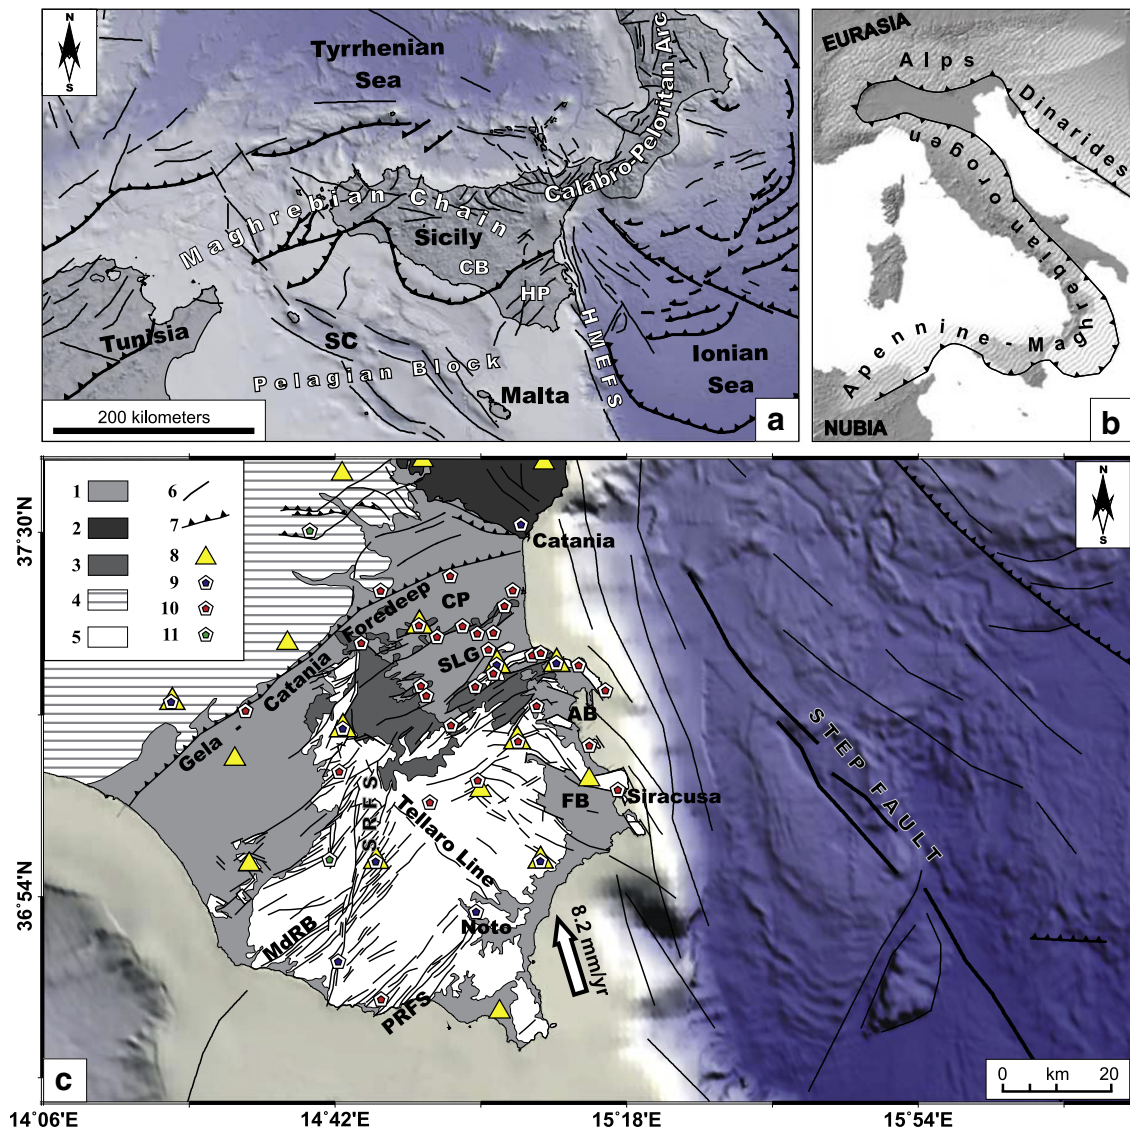 N
S
Tyrrhenian
Sea
Calabro-Peloritan Arc
Maghrebian Chain
Sicily
CB
HP
HMEFS
Tunisia
SC
Pelagian Block
Malta
Ionian
Sea
200 kilometers
a
EURASIA
Alps
Dinarides
Apennine - Maghrebian orogen
NUBIA
b
1
2
3
4
5
6
7
8
9
10
11
N
S
Catania
Gela - Catania Foredeep
CP
SLG
AB
SRFS
Tellaro Line
FB
Siracusa
STEP FAULT
MdRB
Noto
8.2 mm/yr
PRFS
c
0 km 20
37°30'N
36°54'N
14°06'E
14°42'E
15°18'E
15°54'E